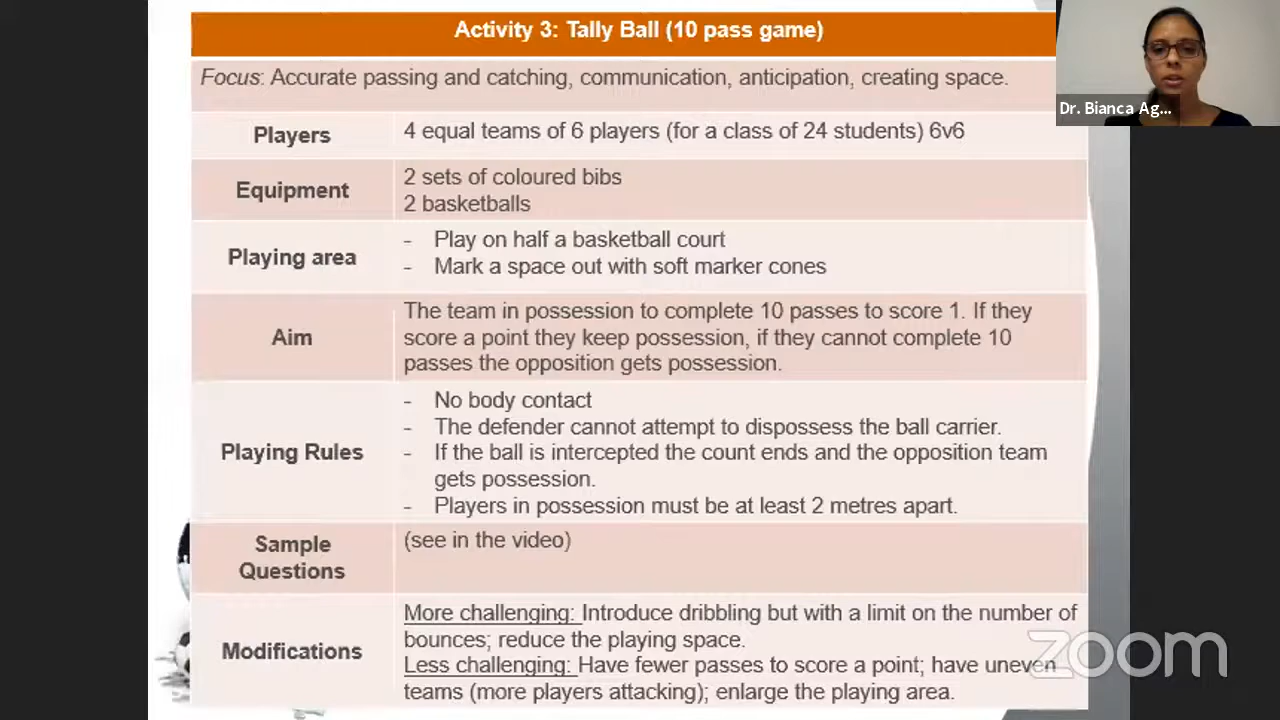 Activity 3: Tally Ball (10 pass game)
Focus: Accurate passing and catching, communication, anticipation, creating space.
Players
4 equal teams of 6 players (for a class of 24 students) 6v6
Equipment
2 sets of coloured bibs
2 basketballs
Playing area
- Play on half a basketball court
- Mark a space out with soft marker cones
Aim
The team in possession to complete 10 passes to score 1. If they
score a point they keep possession, if they cannot complete 10
passes the opposition gets possession.
Playing Rules
- No body contact
- The defender cannot attempt to dispossess the ball carrier.
- If the ball is intercepted the count ends and the opposition team
gets possession.
- Players in possession must be at least 2 metres apart.
Sample
Questions
(see in the video)
Modifications
More challenging: Introduce dribbling but with a limit on the number of
bounces; reduce the playing space.
Less challenging: Have fewer passes to score a point; have uneven
teams (more players attacking); enlarge the playing area.
Dr. Bianca Ag...
zoom